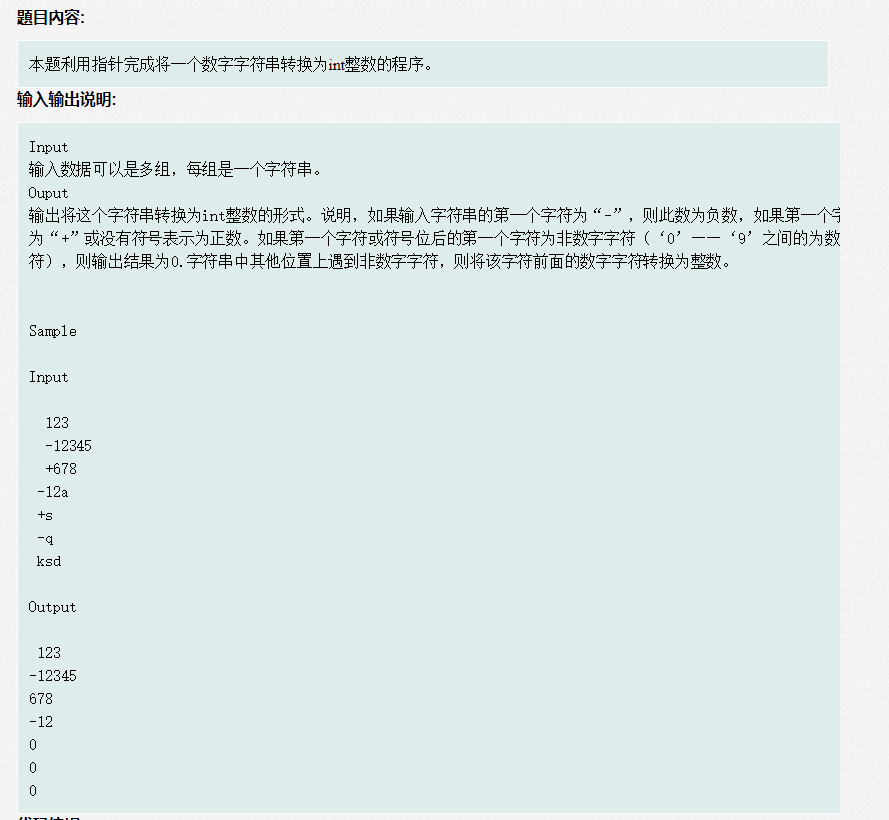 题目内容:
本题利用指针完成将一个数字字符串转换为int整数的程序。
输入输出说明:
Input
输入数据可以是多组，每组是一个字符串。
Ouput
输出将这个字符串转换为int整数的形式。说明，如果输入字符串的第一个字符为“-”，则此数为负数，如果第一个字
为“+”或没有符号表示为正数。如果第一个字符或符号位后的第一个字符为非数字字符（‘0’——‘9’之间的为数
符），则输出结果为0.字符串中其他位置上遇到非数字字符，则将该字符前面的数字字符转换为整数。
Sample
Input
123
-12345
+678
-12a
+s
-q
ksd
Output
123
-12345
678
-12
0
0
0